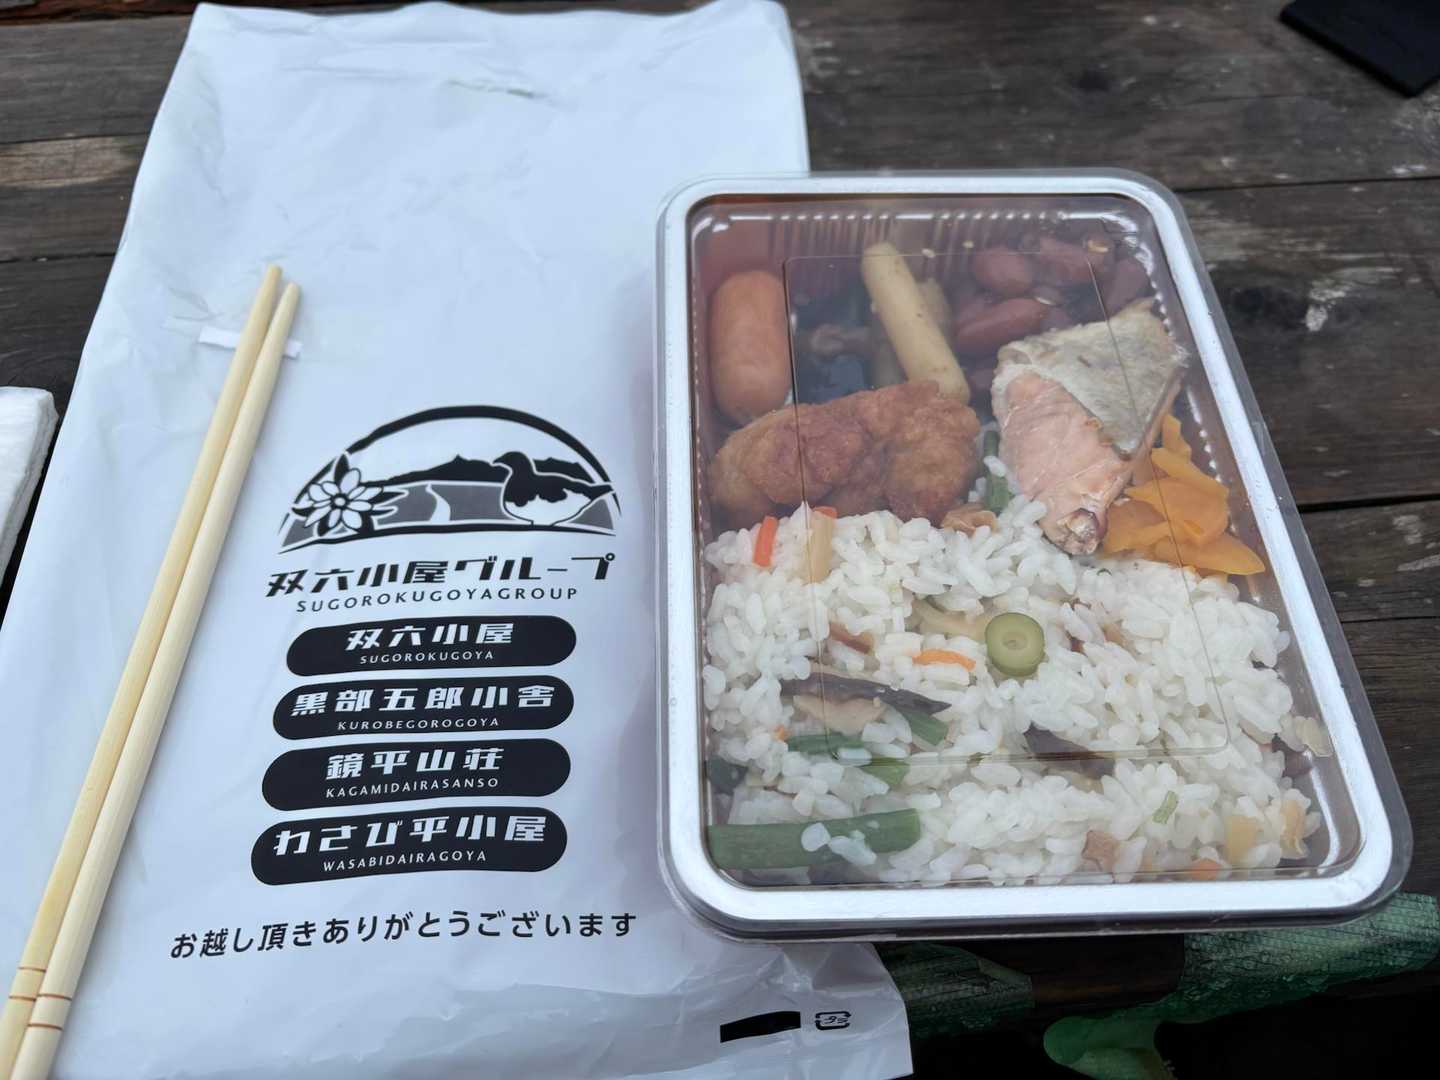 双六小屋グループ
SUGOROKUGOYAGROUP
双六小屋
SUGOROKUGOYA
黒部五郎小舎
KUROBEGOROGOYA
鏡平山荘
KAGAMIDAIRASANSO
わさび平小屋
WASABIDAIRAGOYA
お越し頂きありがとうございます
プラ